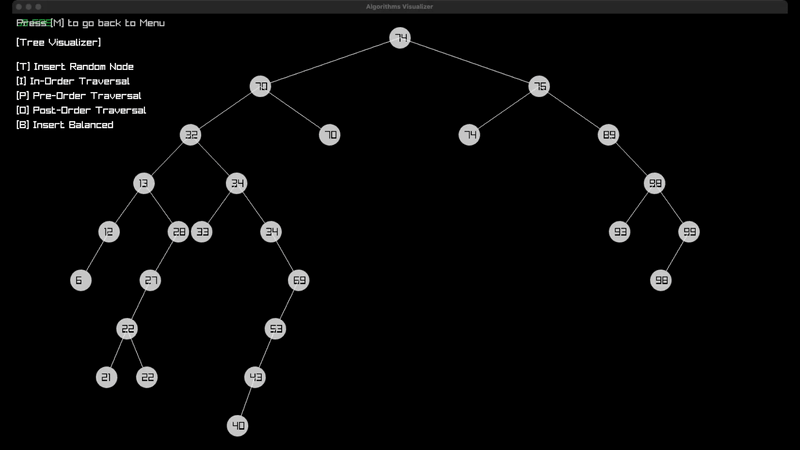 Algorithms Visualizer
Press [M] to go back to Menu
[Tree Visualizer]
[T] Insert Random Node
[I] In-Order Traversal
[P] Pre-Order Traversal
[O] Post-Order Traversal
[B] Insert Balanced
74
70 75
32 70 74 89
13 34 98
12 28 33 34 93 99
6 27 69 98
22 53
21 22 43
40